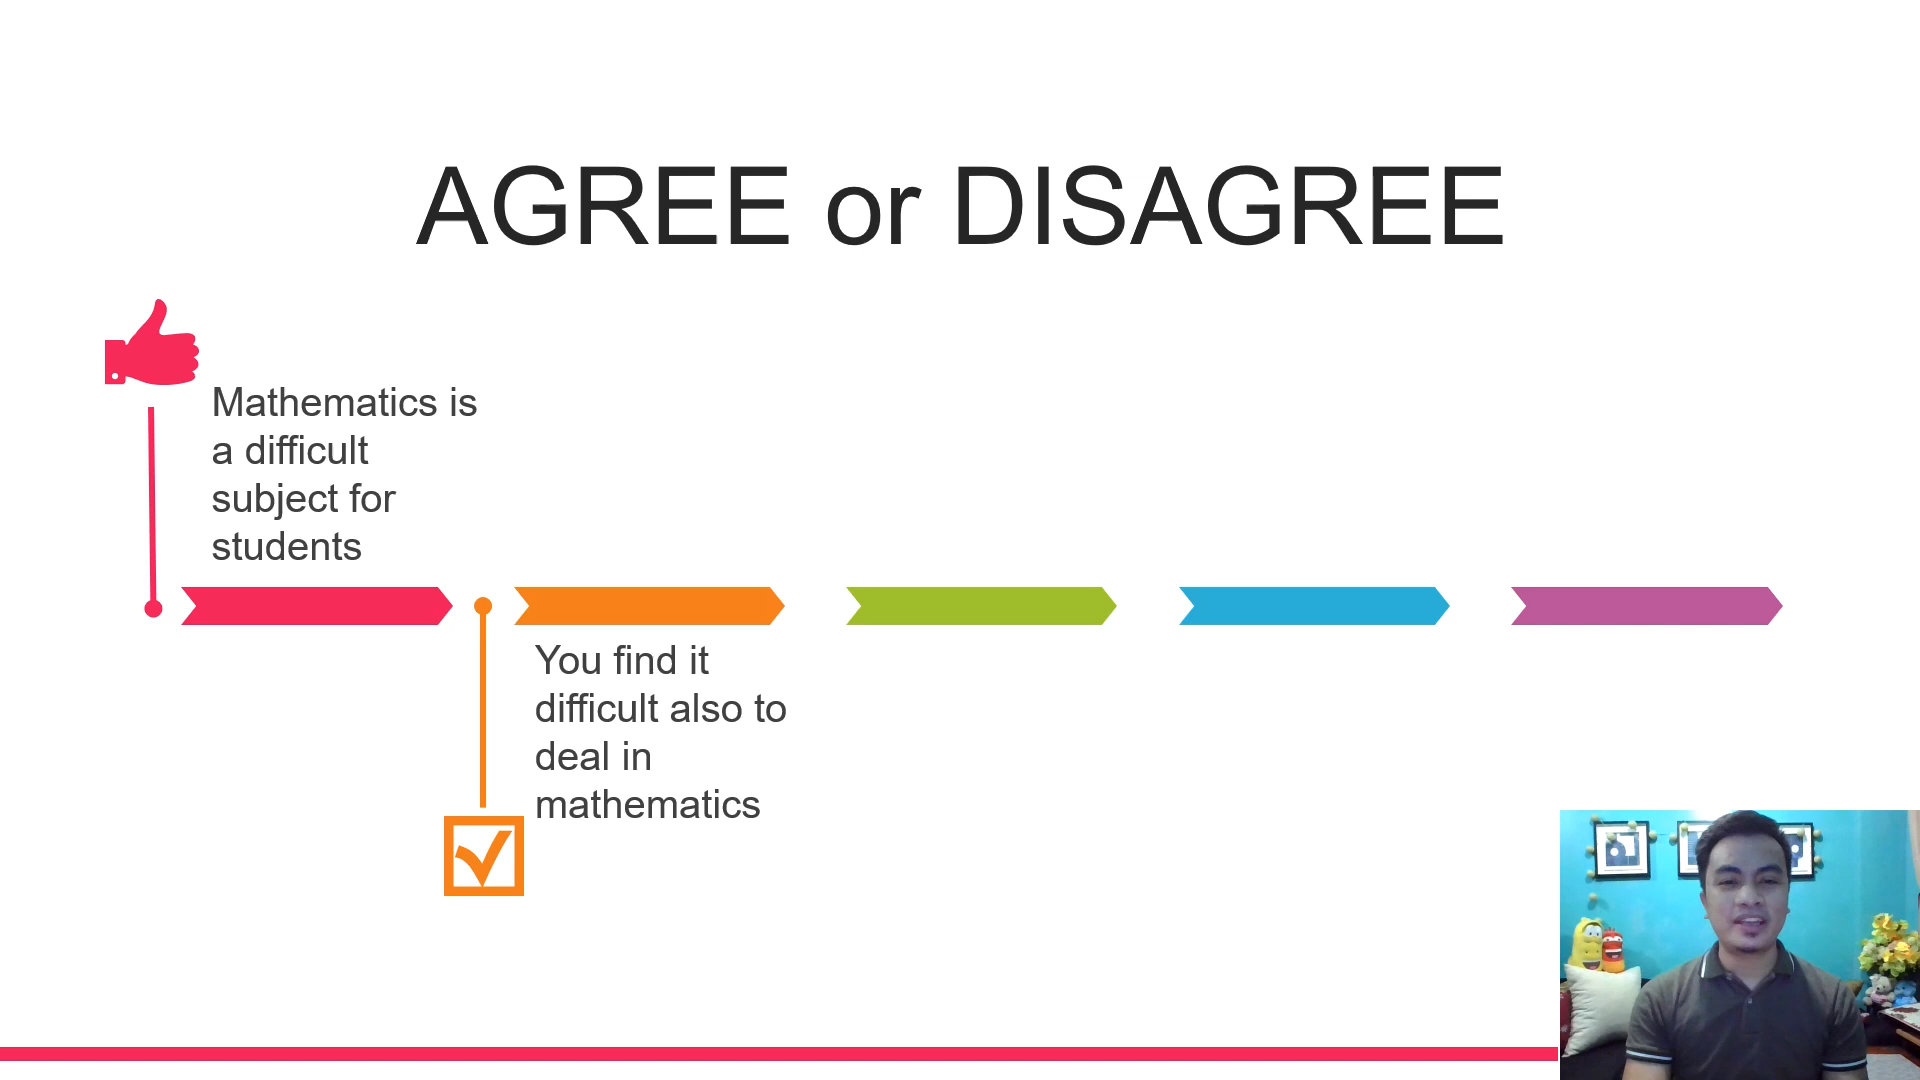 AGREE or DISAGREE
Mathematics is
a difficult
subject for
students
You find it
difficult also to
deal in
mathematics